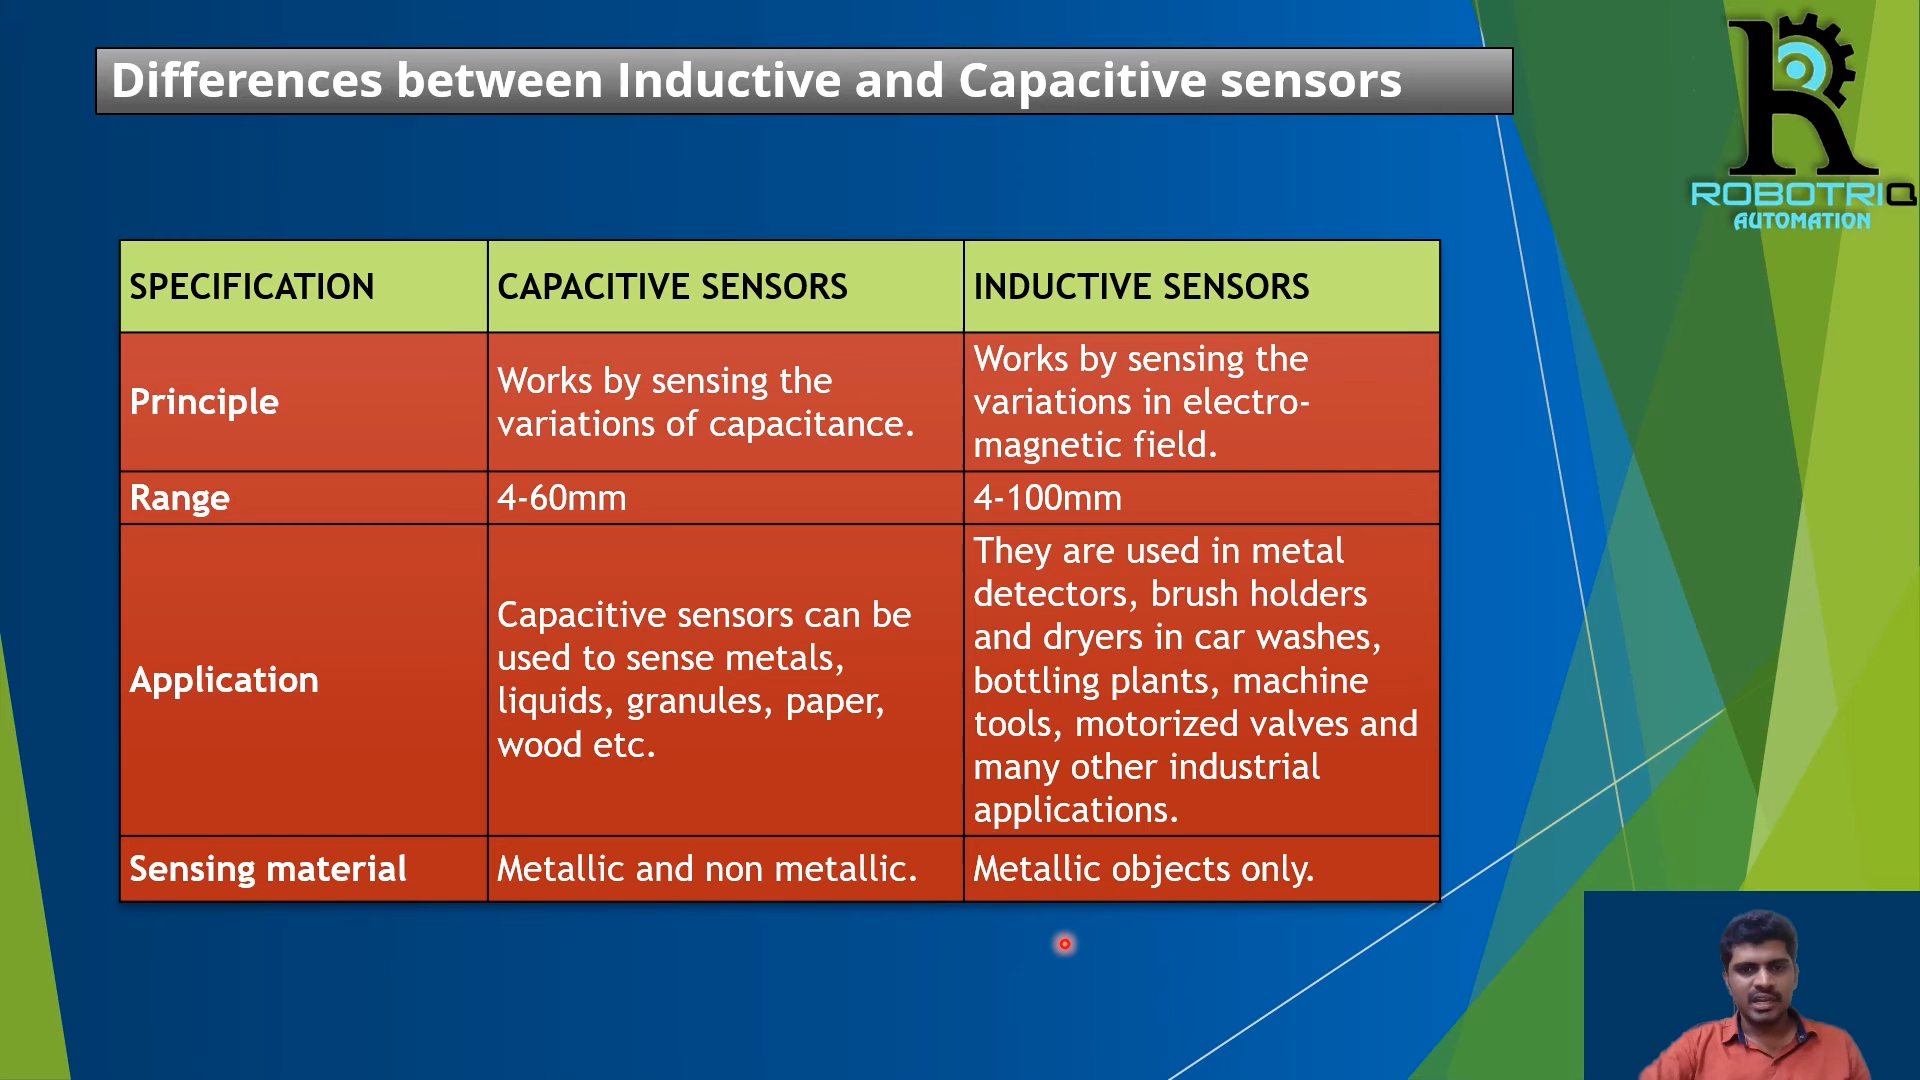 Differences between Inductive and Capacitive sensors
ROBOTRIQ
AUTOMATION
SPECIFICATION
CAPACITIVE SENSORS
INDUCTIVE SENSORS
Principle
Works by sensing the
variations of capacitance.
Works by sensing the
variations in electro-
magnetic field.
Range
4-60mm
4-100mm
Application
Capacitive sensors can be
used to sense metals,
liquids, granules, paper,
wood etc.
They are used in metal
detectors, brush holders
and dryers in car washes,
bottling plants, machine
tools, motorized valves and
many other industrial
applications.
Sensing material
Metallic and non metallic.
Metallic objects only.